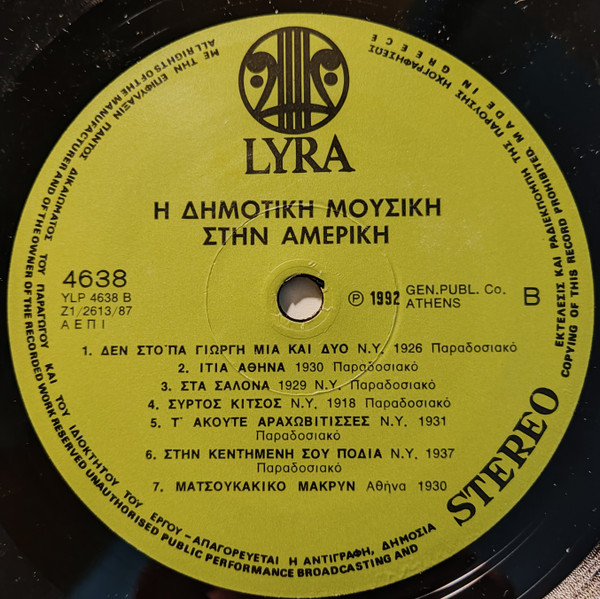 LYRA
Η ΔΗΜΟΤΙΚΗ ΜΟΥΣΙΚΗ
ΣΤΗΝ ΑΜΕΡΙΚΗ
4638
YLP 4638 B
Z1/2613/87
Α Ε Π Ι
Ⓟ 1992 GEN.PUBL. Co.
ATHENS
B
1. ΔΕΝ ΣΤΟ'ΠΑ ΓΙΩΡΓΗ ΜΙΑ ΚΑΙ ΔΥΟ N.Y. 1926 Παραδοσιακό
2. ΙΤΙΑ ΑΘΗΝΑ 1930 Παραδοσιακό
3. ΣΤΑ ΣΑΛΟΝΑ 1929 N.Y. Παραδοσιακό
4. ΣΥΡΤΟΣ ΚΙΤΣΟΣ N.Y. 1918 Παραδοσιακό
5. Τ΄ ΑΚΟΥΤΕ ΑΡΑΧΩΒΙΤΙΣΣΕΣ N.Y. 1931
Παραδοσιακό
6. ΣΤΗΝ ΚΕΝΤΗΜΕΝΗ ΣΟΥ ΠΟΔΙΑ N.Y. 1937
Παραδοσιακό
7. ΜΑΤΣΟΥΚΑΚΙΚΟ ΜΑΚΡΥΝ Αθήνα 1930
STEREO
ΜΕ ΤΗΝ ΕΠΙΦΥΛΑΞΙΝ ΠΑΝΤΟΣ ΔΙΚΑΙΩΜΑΤΟΣ ΤΟΥ ΠΑΡΑΓΩΓΟΥ ΚΑΙ ΤΟΥ ΙΔΙΟΚΤΗΤΟΥ ΤΟΥ ΕΡΓΟΥ - ΑΠΑΓΟΡΕΥΕΤΑΙ Η ΑΝΤΙΓΡΑΦΗ, ΔΗΜΟΣΙΑ ΕΚΤΕΛΕΣΙΣ ΚΑΙ ΡΑΔΙΕΚΠΟΜΠΗ ΤΗΣ ΠΑΡΟΥΣΗΣ ΗΧΟΓΡΑΦΗΣΕΩΣ
ALL RIGHTS OF THE MANUFACTURER AND OF THE OWNER OF THE RECORDED WORK RESERVED UNAUTHORISED PUBLIC PERFORMANCE BROADCASTING AND COPYING OF THIS RECORD PROHIBITED. MADE IN GREECE